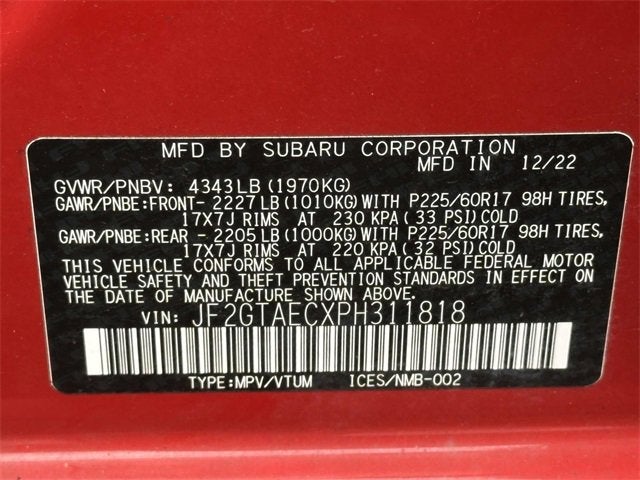 MFD BY SUBARU CORPORATION
MFD IN 12/22
GVWR/PNBV: 4343LB (1970KG)
GAWR/PNBE:FRONT- 2227LB (1010KG) WITH P225/60R17 98H TIRES,
17X7J RIMS AT 230 KPA (33 PSI) COLD
GAWR/PNBE:REAR - 2205LB (1000KG) WITH P225/60R17 98H TIRES,
17X7J RIMS AT 220 KPA (32 PSI) COLD
THIS VEHICLE CONFORMS TO ALL APPLICABLE FEDERAL MOTOR
VEHICLE SAFETY AND THEFT PREVENTION STANDARDS IN EFFECT ON
THE DATE OF MANUFACTURE SHOWN ABOVE.
VIN: JF2GTAECXPH311818
TYPE:MPV/VTUM ICES/NMB-002